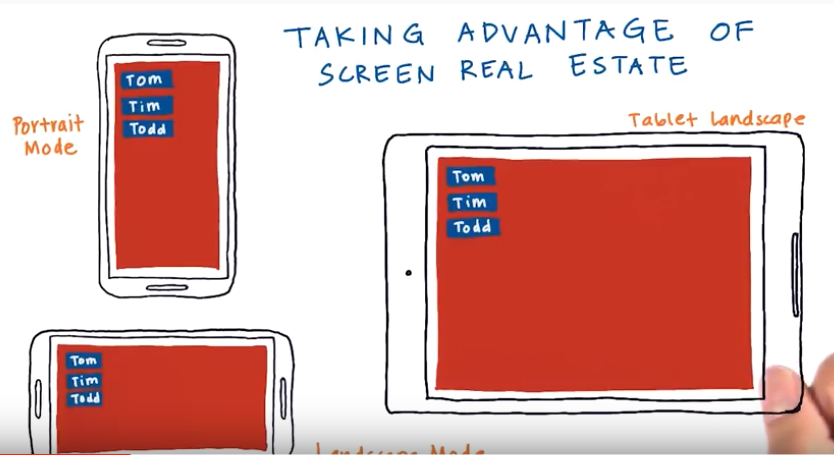 TAKING ADVANTAGE OF
SCREEN REAL ESTATE
Portrait
Mode
Tom
Tim
Todd
Tablet landscape
Tom
Tim
Todd
Tom
Tim
Todd
Landscape Mode